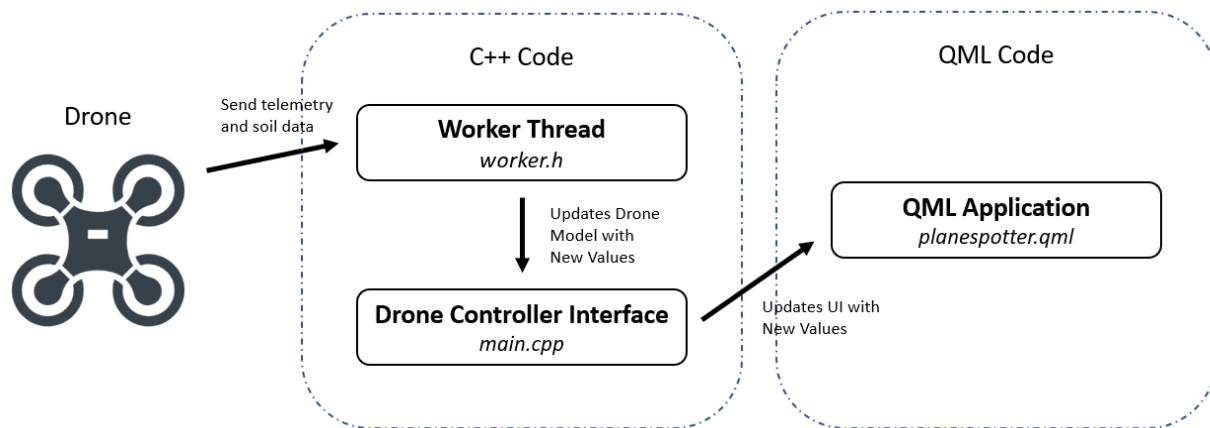 Drone
Send telemetry
and soil data
C++ Code
Worker Thread
worker.h
Updates Drone
Model with
New Values
Drone Controller Interface
main.cpp
Updates UI with
New Values
QML Code
QML Application
planespotter.qml